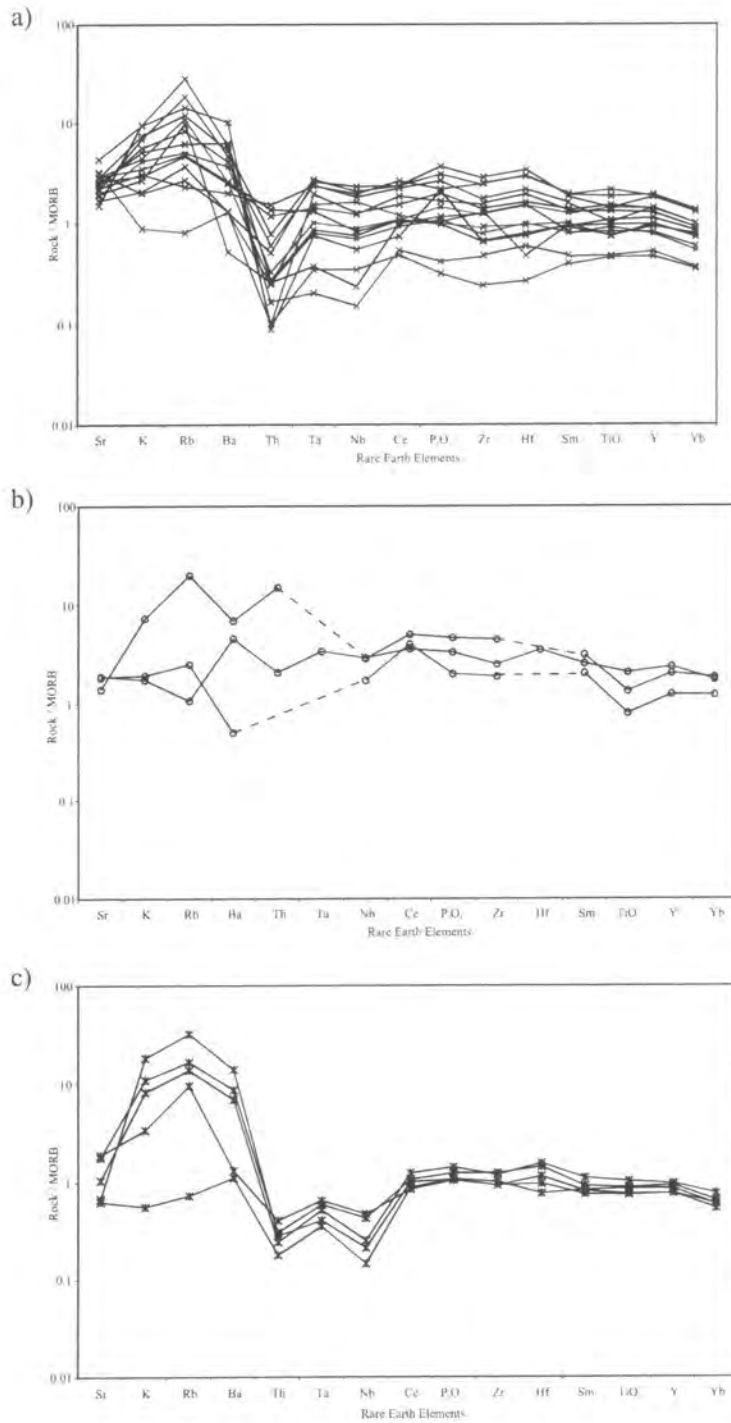 a)
100
10
1
0.1
0.01
Rock / MORB
Sr K Rb Ba Th Ta Nb Ce P.O. Zr Hf Sm TiO. Y Yb
Rare Earth Elements
b)
100
10
1
0.1
0.01
Rock / MORB
Sr K Rb Ba Th Ta Nb Ce P.O. Zr Hf Sm TiO. Y Yb
Rare Earth Elements
c)
100
10
1
0.1
0.01
Rock / MORB
Sr K Rb Ba Th Ta Nb Ce P.O. Zr Hf Sm TiO. Y Yb
Rare Earth Elements